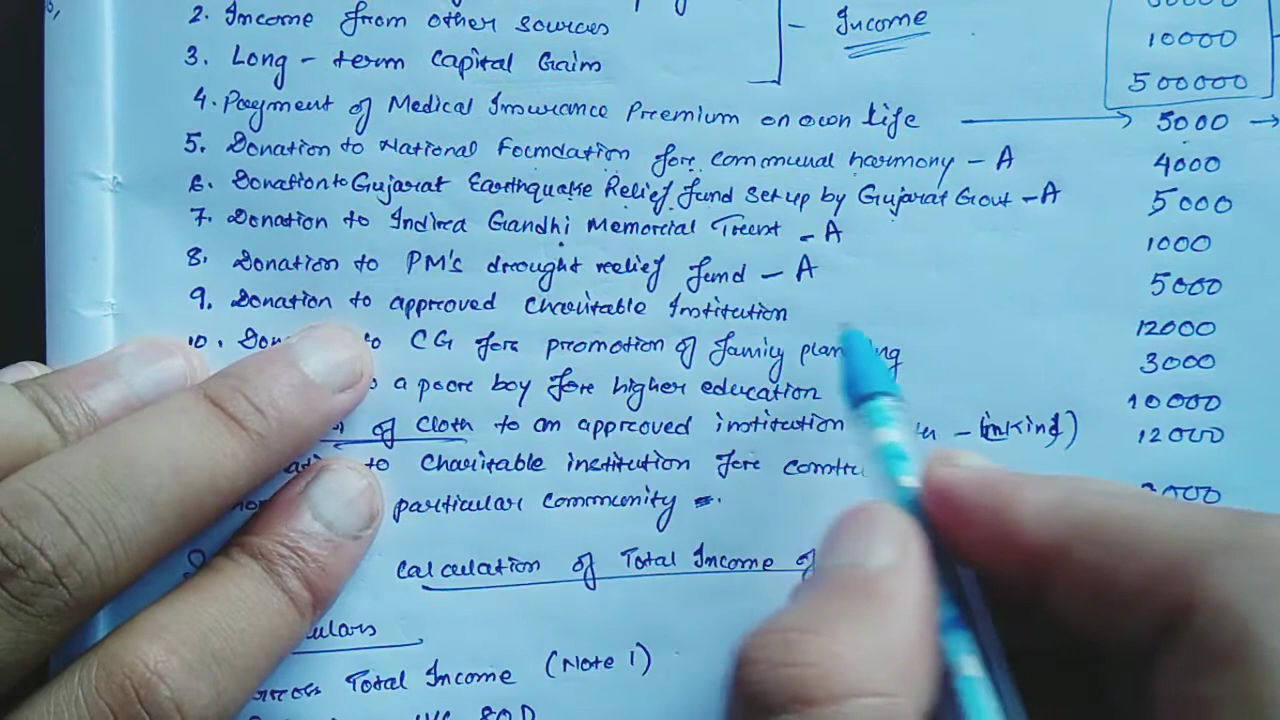 2. Income from other sources - Income 10000
3. Long-term Capital Gain 500000
4. Payment of Medical Insurance Premium on own life → 5000 →
5. Donation to National Foundation for communal harmony - A 4000
6. Donation to Gujarat Earthquake Relief fund set up by Gujarat Govt - A 5000
7. Donation to Indira Gandhi Memorial Trust - A 1000
8. Donation to PM's drought relief fund - A 5000
9. Donation to approved charitable Institution 12000
10. to CG for promotion of family planning 3000
a poor boy for higher education 10000
of cloth to an approved institution - (in kind) 12000
to charitable institution for
particular community
Calculation of Total Income of
Gross Total Income (Note 1)
80D